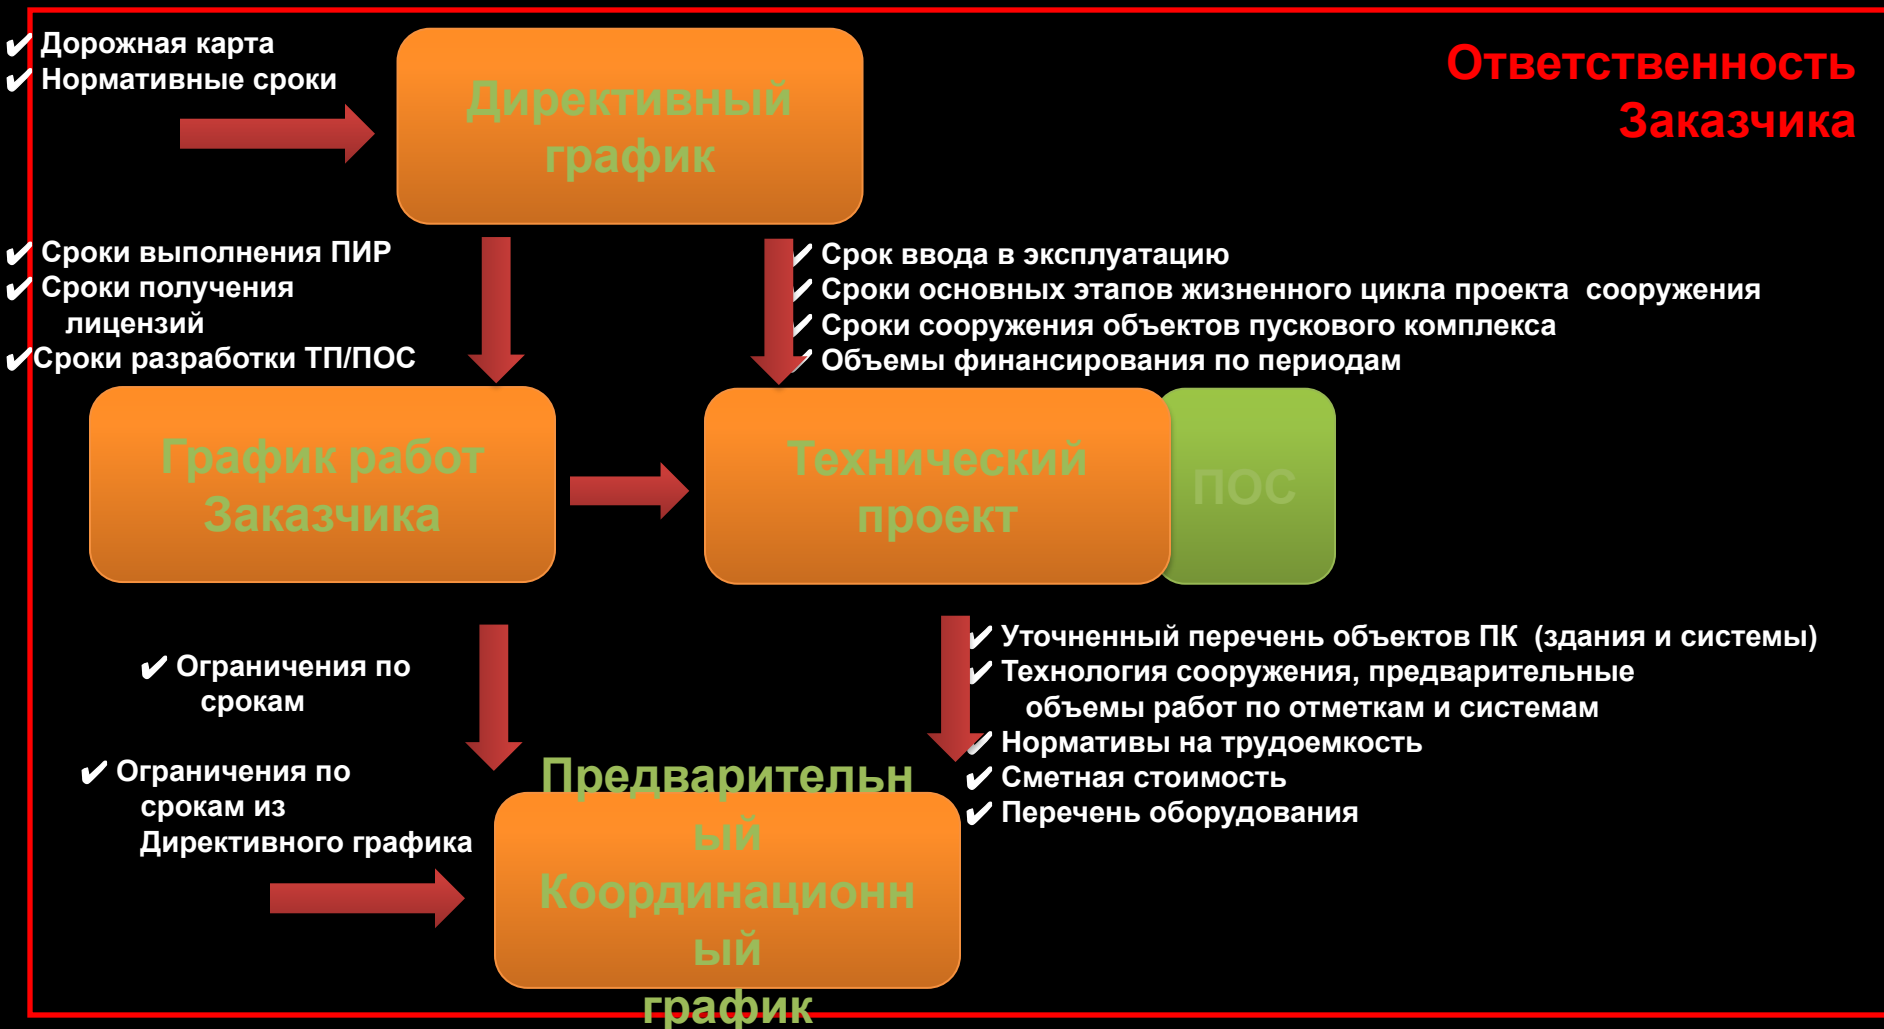 Дорожная карта
Нормативные сроки
Директивный
график
Ответственность
Заказчика
Сроки выполнения ПИР
Сроки получения
лицензий
Сроки разработки ТП/ПОС
Срок ввода в эксплуатацию
Сроки основных этапов жизненного цикла проекта  сооружения
Сроки сооружения объектов пускового комплекса
Объемы финансирования по периодам
График работ
Заказчика
Технический
проект
ПОС
Ограничения по
срокам
Ограничения по
срокам из
Директивного графика
Уточненный перечень объектов ПК  (здания и системы)
Технология сооружения, предварительные
объемы работ по отметкам и системам
Нормативы на трудоемкость
Сметная стоимость
Перечень оборудования
Предварительн
ый
Координационн
ый
график